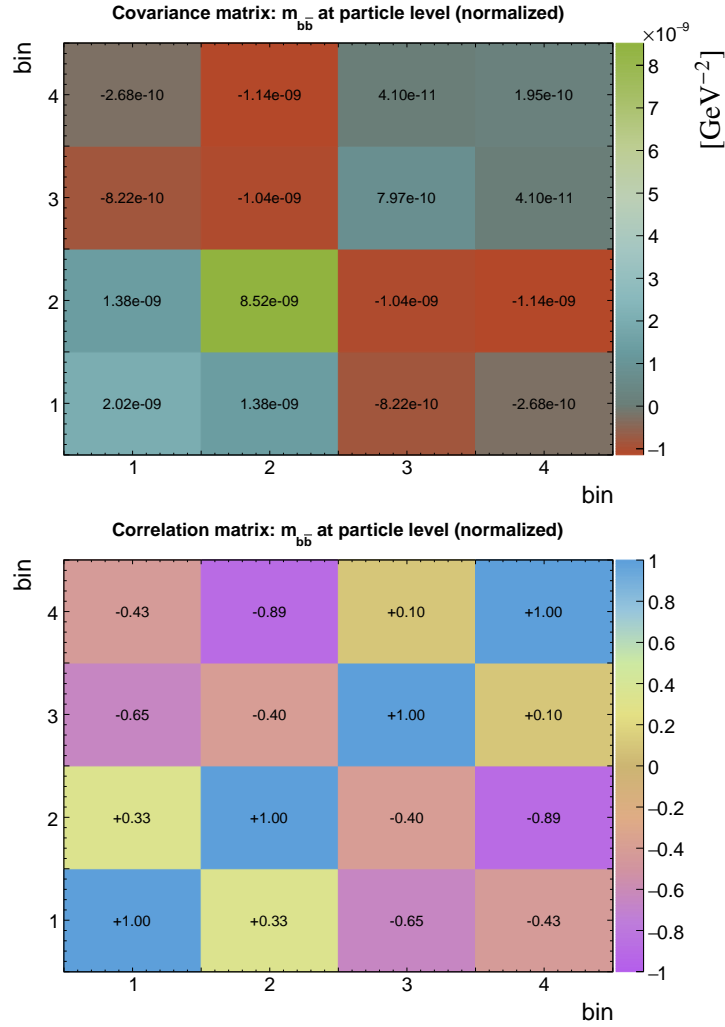 Covariance matrix: m_{bb̄} at particle level (normalized)
×10⁻⁹
bin
[GeV⁻²]
4 -2.68e-10 -1.14e-09 4.10e-11 1.95e-10
3 -8.22e-10 -1.04e-09 7.97e-10 4.10e-11
2 1.38e-09 8.52e-09 -1.04e-09 -1.14e-09
1 2.02e-09 1.38e-09 -8.22e-10 -2.68e-10
1 2 3 4
bin
8
7
6
5
4
3
2
1
0
−1
Correlation matrix: m_{bb̄} at particle level (normalized)
bin
4 -0.43 -0.89 +0.10 +1.00
3 -0.65 -0.40 +1.00 +0.10
2 +0.33 +1.00 -0.40 -0.89
1 +1.00 +0.33 -0.65 -0.43
1 2 3 4
bin
1
0.8
0.6
0.4
0.2
0
−0.2
−0.4
−0.6
−0.8
−1